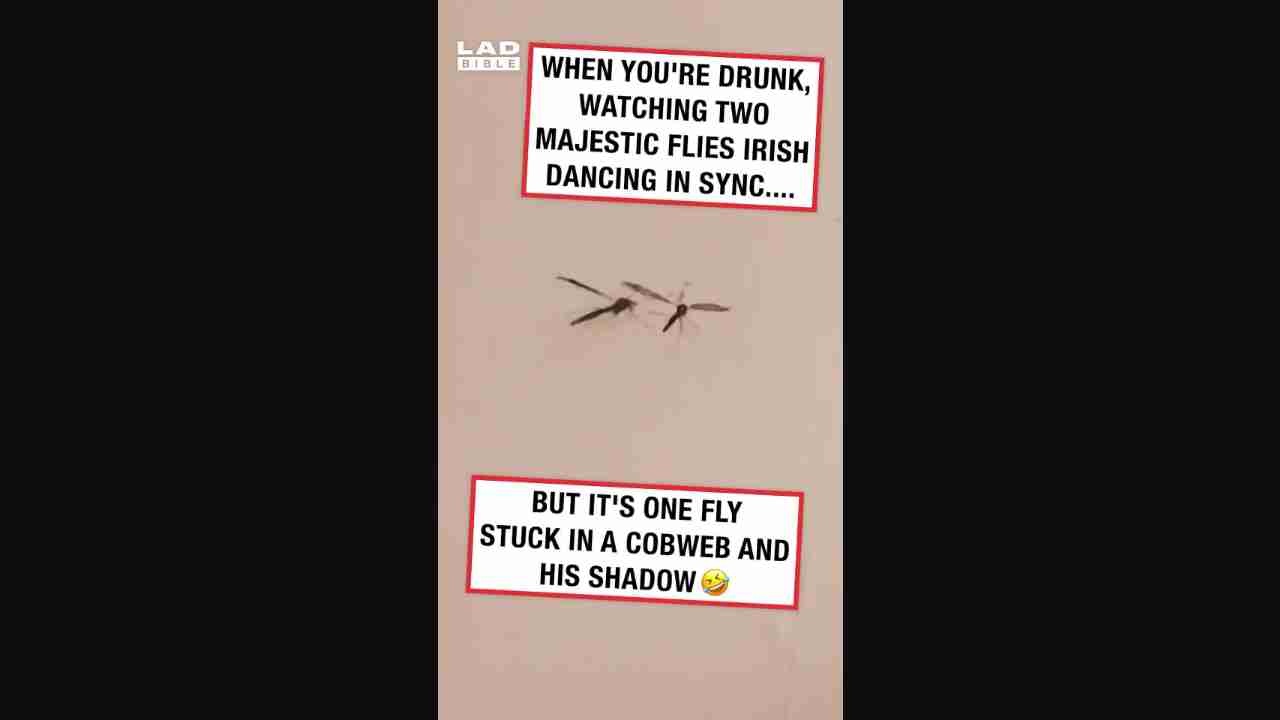 LAD
BIBLE
WHEN YOU'RE DRUNK,
WATCHING TWO
MAJESTIC FLIES IRISH
DANCING IN SYNC....
BUT IT'S ONE FLY
STUCK IN A COBWEB AND
HIS SHADOW🤣